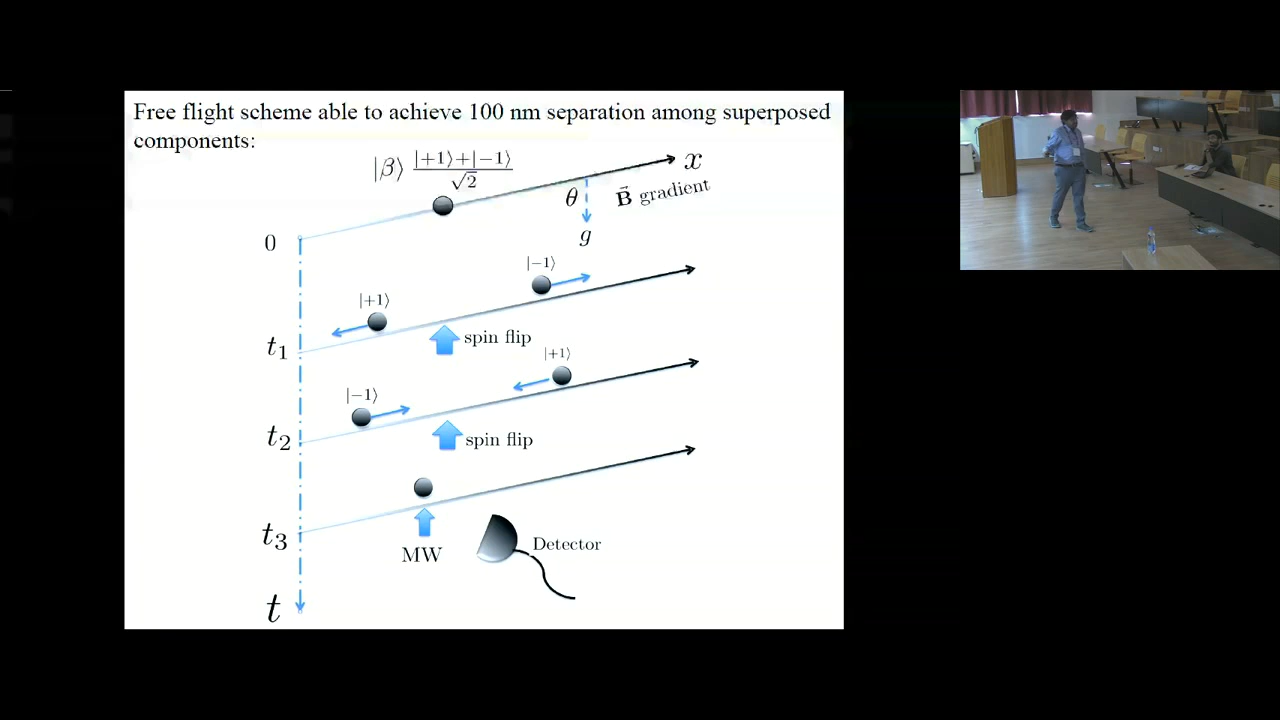 Free flight scheme able to achieve 100 nm separation among superposed
components:
|β⟩ |+1⟩+|−1⟩ / √2
x
θ
B⃗ gradient
0
g
|−1⟩
|+1⟩
t₁
spin flip
|+1⟩
|−1⟩
t₂
spin flip
t₃
MW
Detector
t